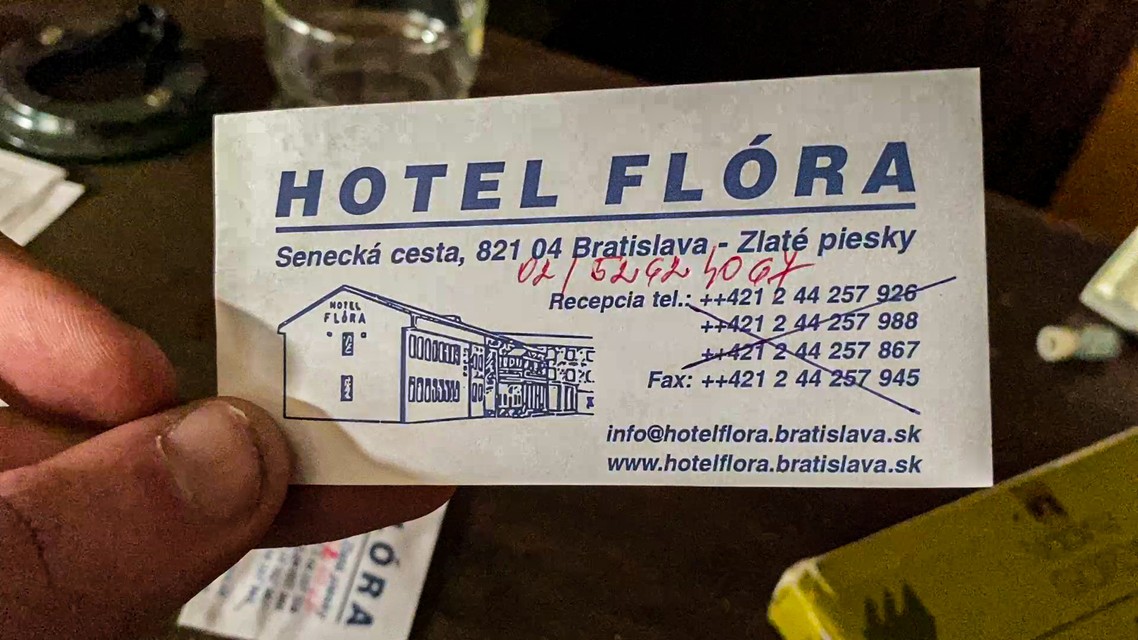 HOTEL FLÓRA
Senecká cesta, 821 04 Bratislava - Zlaté piesky
02/5242 4067
Recepcia tel.: ++421 2 44 257 926
++421 2 44 257 988
++421 2 44 257 867
Fax: ++421 2 44 257 945
HOTEL
FLÓRA
info@hotelflora.bratislava.sk
www.hotelflora.bratislava.sk
ÓRA